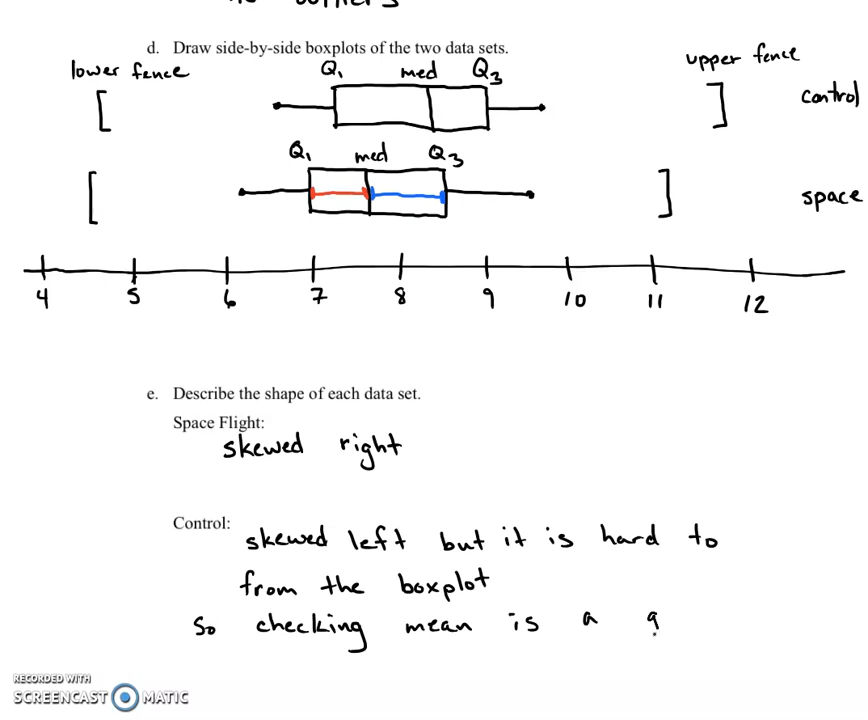 d. Draw side-by-side boxplots of the two data sets.
lower fence Q1 med Q3 upper fence
control
Q1 med Q3
space
4 5 6 7 8 9 10 11 12
e. Describe the shape of each data set.
Space Flight:
skewed right
Control:
skewed left but it is hard to
from the boxplot
So checking mean is a
RECORDED WITH
SCREENCAST MATIC